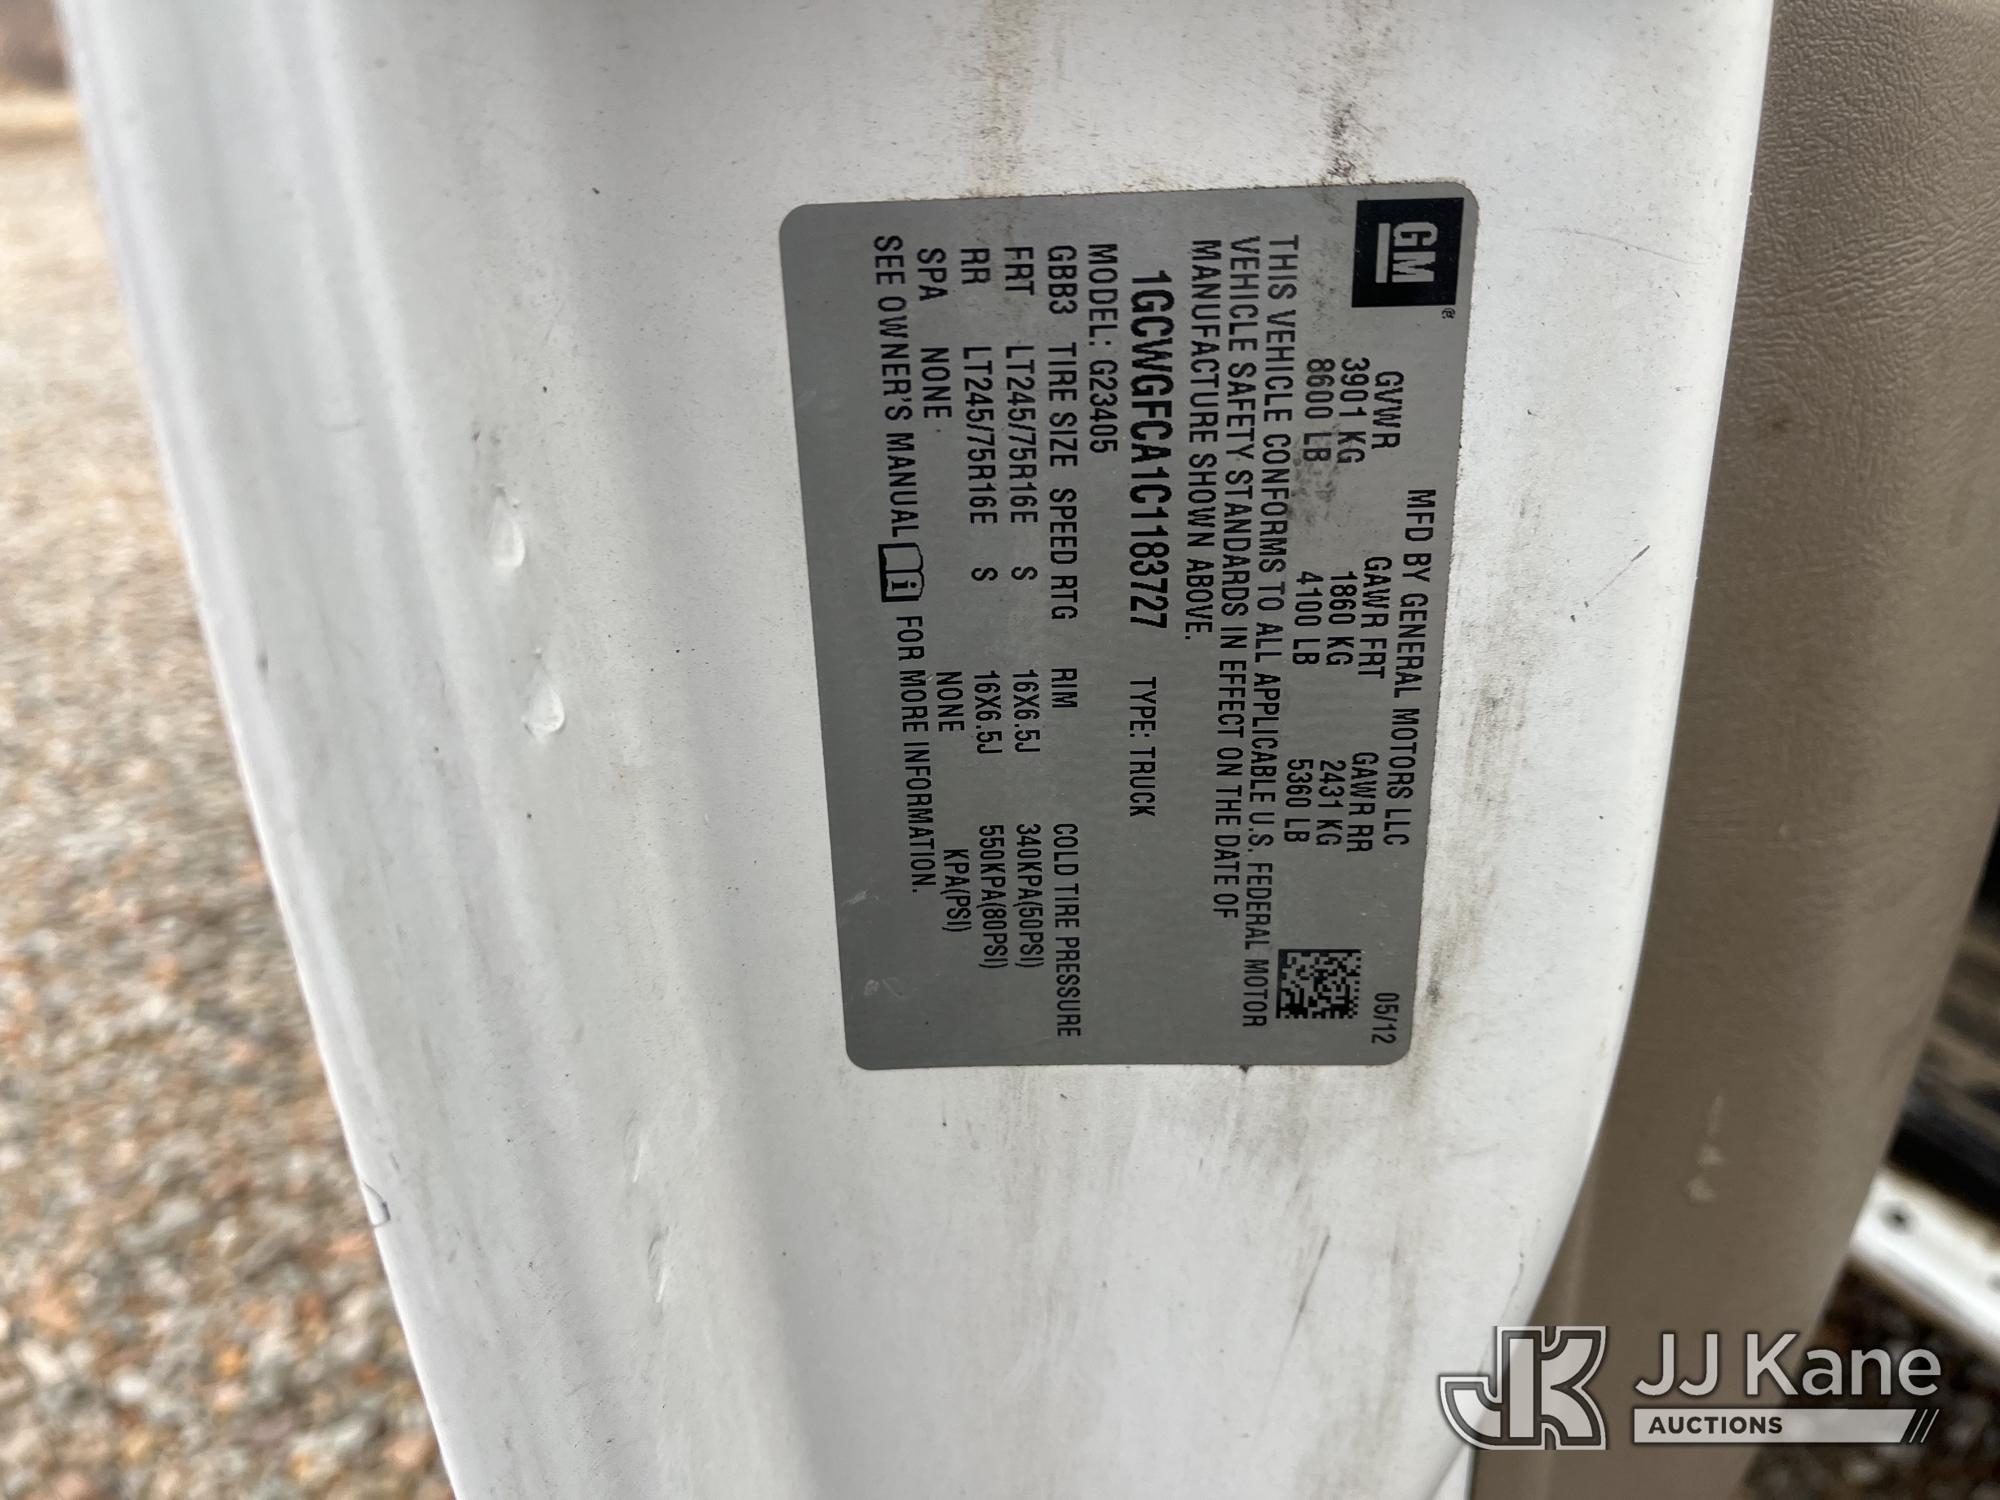 GM®
MFD BY GENERAL MOTORS LLC 05/12
GVWR GAWR FRT GAWR RR
3901 KG 1860 KG 2431 KG
8600 LB 4100 LB 5360 LB
THIS VEHICLE CONFORMS TO ALL APPLICABLE U.S. FEDERAL MOTOR
VEHICLE SAFETY STANDARDS IN EFFECT ON THE DATE OF
MANUFACTURE SHOWN ABOVE.
1GCWGFCA1C1183727 TYPE: TRUCK
MODEL: G23405
GBB3 TIRE SIZE SPEED RTG RIM COLD TIRE PRESSURE
FRT LT245/75R16E S 16X6.5J 340KPA(50PSI)
RR LT245/75R16E S 16X6.5J 550KPA(80PSI)
SPA NONE NONE KPA(PSI)
SEE OWNER'S MANUAL i FOR MORE INFORMATION.
JK JJ Kane
AUCTIONS